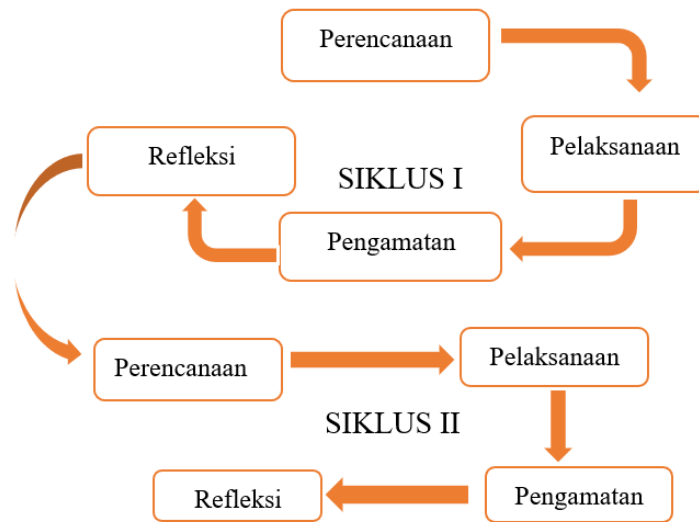 Perencanaan
Pelaksanaan
Refleksi
SIKLUS I
Pengamatan
Perencanaan
Pelaksanaan
SIKLUS II
Refleksi
Pengamatan